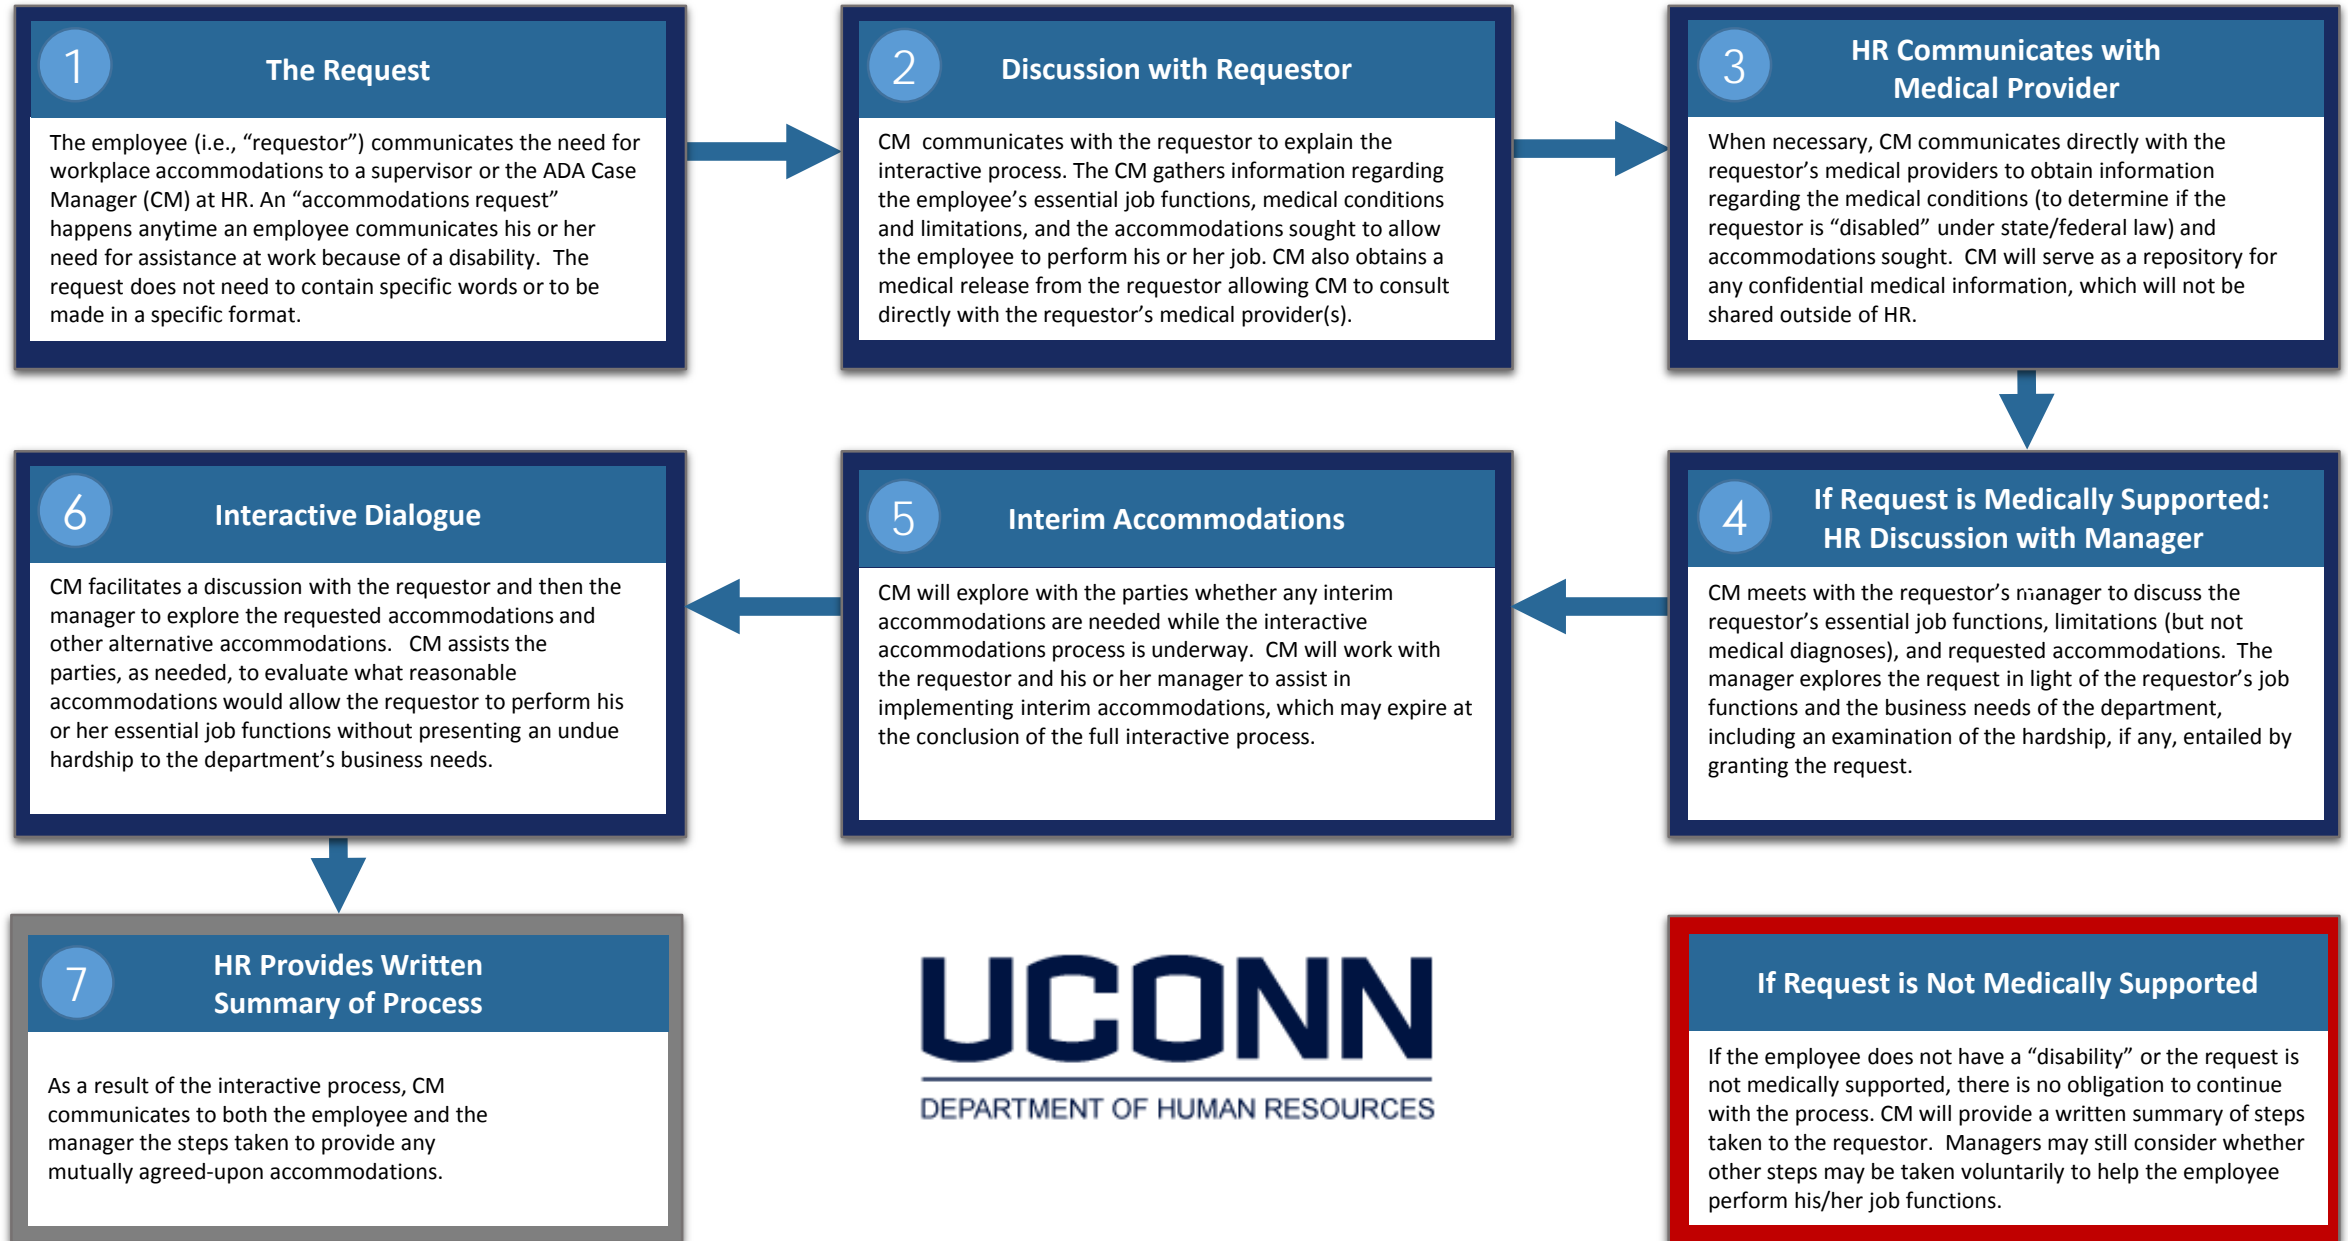 1
The Request
The employee (i.e., “requestor”) communicates the need for
workplace accommodations to a supervisor or the ADA Case
Manager (CM) at HR. An “accommodations request”
happens anytime an employee communicates his or her
need for assistance at work because of a disability.  The
request does not need to contain specific words or to be
made in a specific format.
2
Discussion with Requestor
CM  communicates with the requestor to explain the
interactive process. The CM gathers information regarding
the employee’s essential job functions, medical conditions
and limitations, and the accommodations sought to allow
the employee to perform his or her job. CM also obtains a
medical release from the requestor allowing CM to consult
directly with the requestor’s medical provider(s).
3
HR Communicates with
Medical Provider
When necessary, CM communicates directly with the
requestor’s medical providers to obtain information
regarding the medical conditions (to determine if the
requestor is “disabled” under state/federal law) and
accommodations sought.  CM will serve as a repository for
any confidential medical information, which will not be
shared outside of HR.
4
If Request is Medically Supported:
HR Discussion with Manager
CM meets with the requestor’s manager to discuss the
requestor’s essential job functions, limitations (but not
medical diagnoses), and requested accommodations.  The
manager explores the request in light of the requestor’s job
functions and the business needs of the department,
including an examination of the hardship, if any, entailed by
granting the request.
5
Interim Accommodations
CM will explore with the parties whether any interim
accommodations are needed while the interactive
accommodations process is underway.  CM will work with
the requestor and his or her manager to assist in
implementing interim accommodations, which may expire at
the conclusion of the full interactive process.
6
Interactive Dialogue
CM facilitates a discussion with the requestor and then the
manager to explore the requested accommodations and
other alternative accommodations.   CM assists the
parties, as needed, to evaluate what reasonable
accommodations would allow the requestor to perform his
or her essential job functions without presenting an undue
hardship to the department’s business needs.
7
HR Provides Written
Summary of Process
As a result of the interactive process, CM
communicates to both the employee and the
manager the steps taken to provide any
mutually agreed-upon accommodations.
UCONN
DEPARTMENT OF HUMAN RESOURCES
If Request is Not Medically Supported
If the employee does not have a “disability” or the request is
not medically supported, there is no obligation to continue
with the process. CM will provide a written summary of steps
taken to the requestor.  Managers may still consider whether
other steps may be taken voluntarily to help the employee
perform his/her job functions.